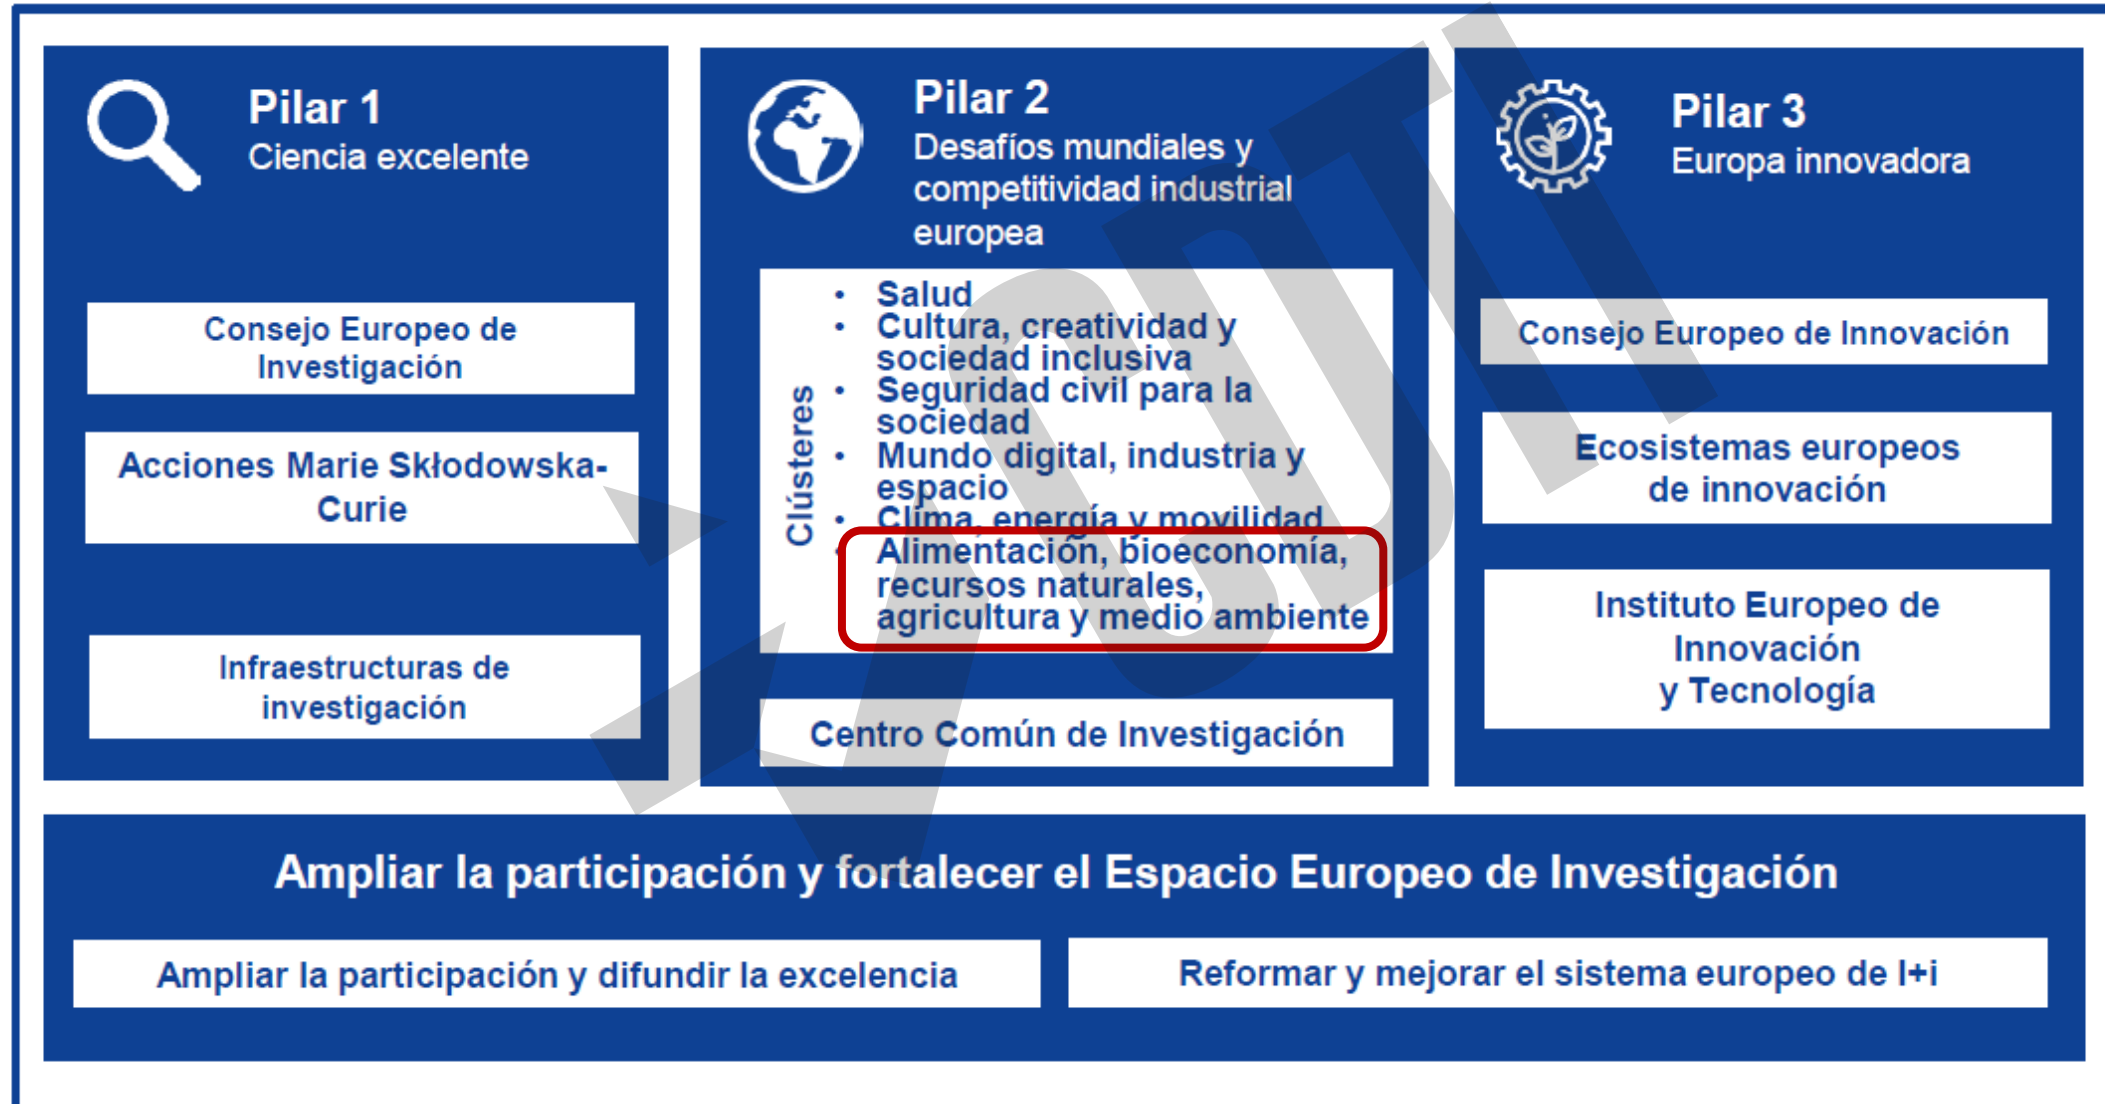 Pilar 1
Ciencia excelente
Consejo Europeo de
Investigación
Acciones Marie Skłodowska-
Curie
Infraestructuras de
investigación
Pilar 2
Desafíos mundiales y
competitividad industrial
europea
Clústeres
• Salud
• Cultura, creatividad y
sociedad inclusiva
• Seguridad civil para la
sociedad
• Mundo digital, industria y
espacio
• Clima, energía y movilidad
• Alimentación, bioeconomía,
recursos naturales,
agricultura y medio ambiente
Centro Común de Investigación
Pilar 3
Europa innovadora
Consejo Europeo de Innovación
Ecosistemas europeos
de innovación
Instituto Europeo de
Innovación
y Tecnología
Ampliar la participación y fortalecer el Espacio Europeo de Investigación
Ampliar la participación y difundir la excelencia
Reformar y mejorar el sistema europeo de I+i
CDTI